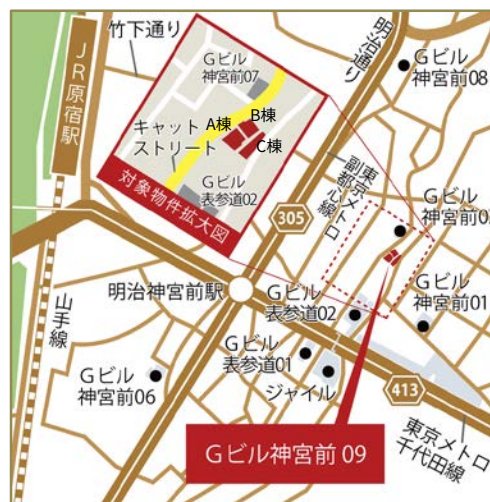 竹下通り
JR原宿駅
Gビル
神宮前07
A棟
B棟
C棟
キャット
ストリート
Gビル
表参道02
対象物件拡大図
明治通り
Gビル
神宮前08
305
東京メトロ
副都心線
Gビル
神宮前0
明治神宮前駅
Gビル
表参道02
Gビル
神宮前01
山手線
Gビル
表参道01
ジャイル
Gビル
神宮前06
413
東京メトロ
千代田線
Gビル神宮前 09